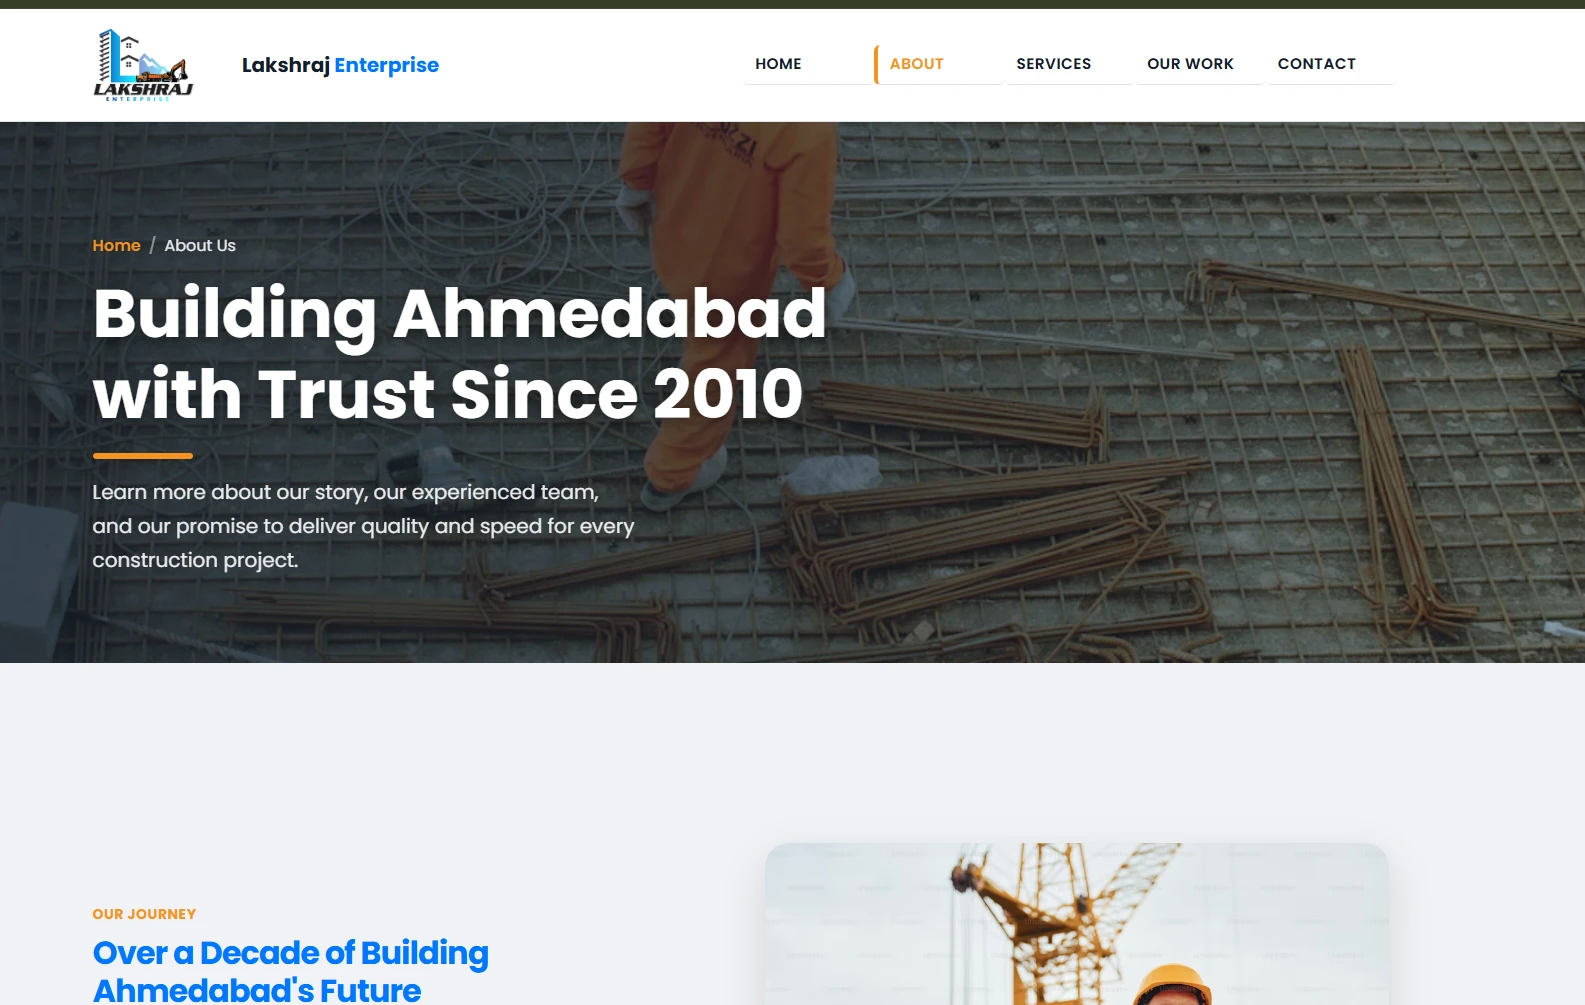 LAKSHRAJ
ENTERPRISE
Lakshraj Enterprise
HOME
ABOUT
SERVICES
OUR WORK
CONTACT
Home / About Us
Building Ahmedabad
with Trust Since 2010
Learn more about our story, our experienced team,
and our promise to deliver quality and speed for every
construction project.
OUR JOURNEY
Over a Decade of Building
Ahmedabad's Future